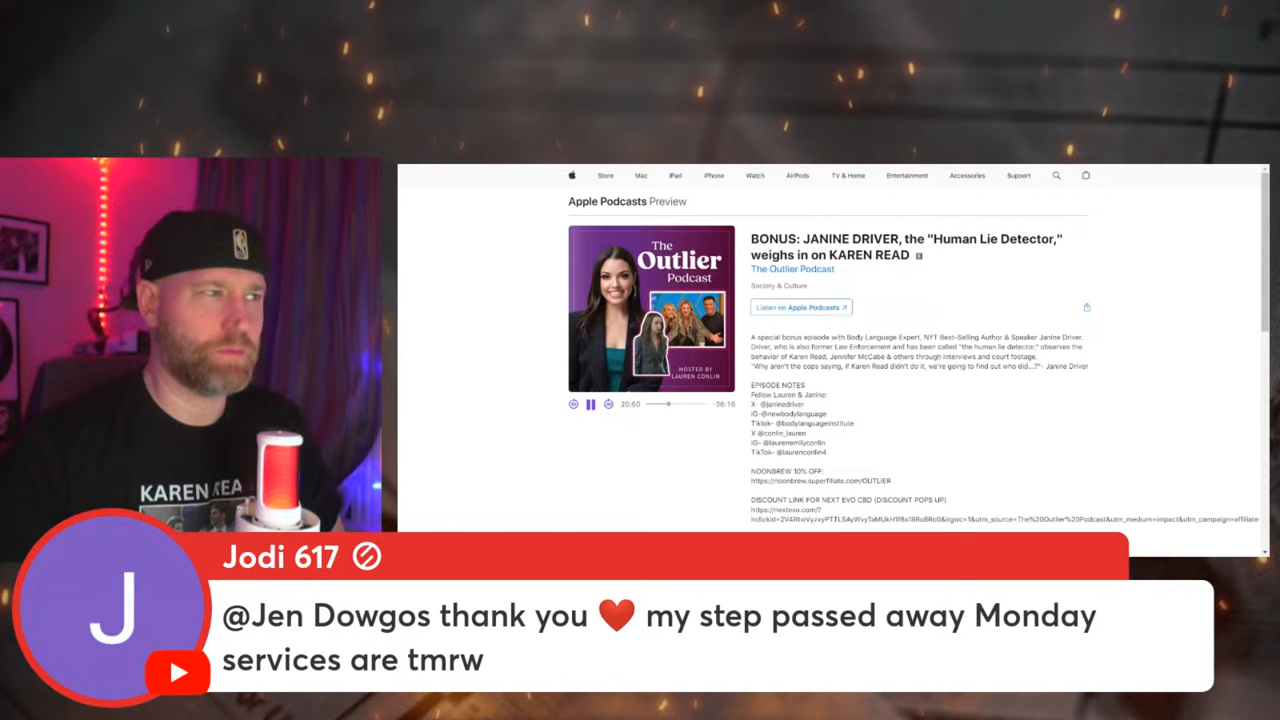 Store Mac iPad iPhone Watch AirPods TV & Home Entertainment Accessories Support
Apple Podcasts Preview
The
Outlier
Podcast
HOSTED BY
LAUREN CONLIN
20:50
-36:16
BONUS: JANINE DRIVER, the "Human Lie Detector,"
weighs in on KAREN READ E
The Outlier Podcast
Society & Culture
Listen on Apple Podcasts ↗
A special bonus episode with Body Language Expert, NYT Best-Selling Author & Speaker Janine Driver.
Driver, who is also former Law Enforcement and has been called "the human lie detector," observes the
behavior of Karen Read, Jennifer McCabe & others through interviews and court footage.
"Why aren't the cops saying, if Karen Read didn't do it, we're going to find out who did...?"- Janine Driver
EPISODE NOTES
Follow Lauren & Janine:
X- @janinedriver
IG-@newbodylanguage
Tiktok- @bodylanguageinstitute
X @conlin_lauren
IG- @laurenemilyconlin
TikTok- @laurenconlin4
NOONBREW 10% OFF:
https://noonbrew.superfiliate.com/OUTLIER
DISCOUNT LINK FOR NEXT EVO CBD (DISCOUNT POPS UP)
https://nextevo.com/?
KAREN REA
Jodi 617
J
@Jen Dowgos thank you ❤️ my step passed away Monday
services are tmrw